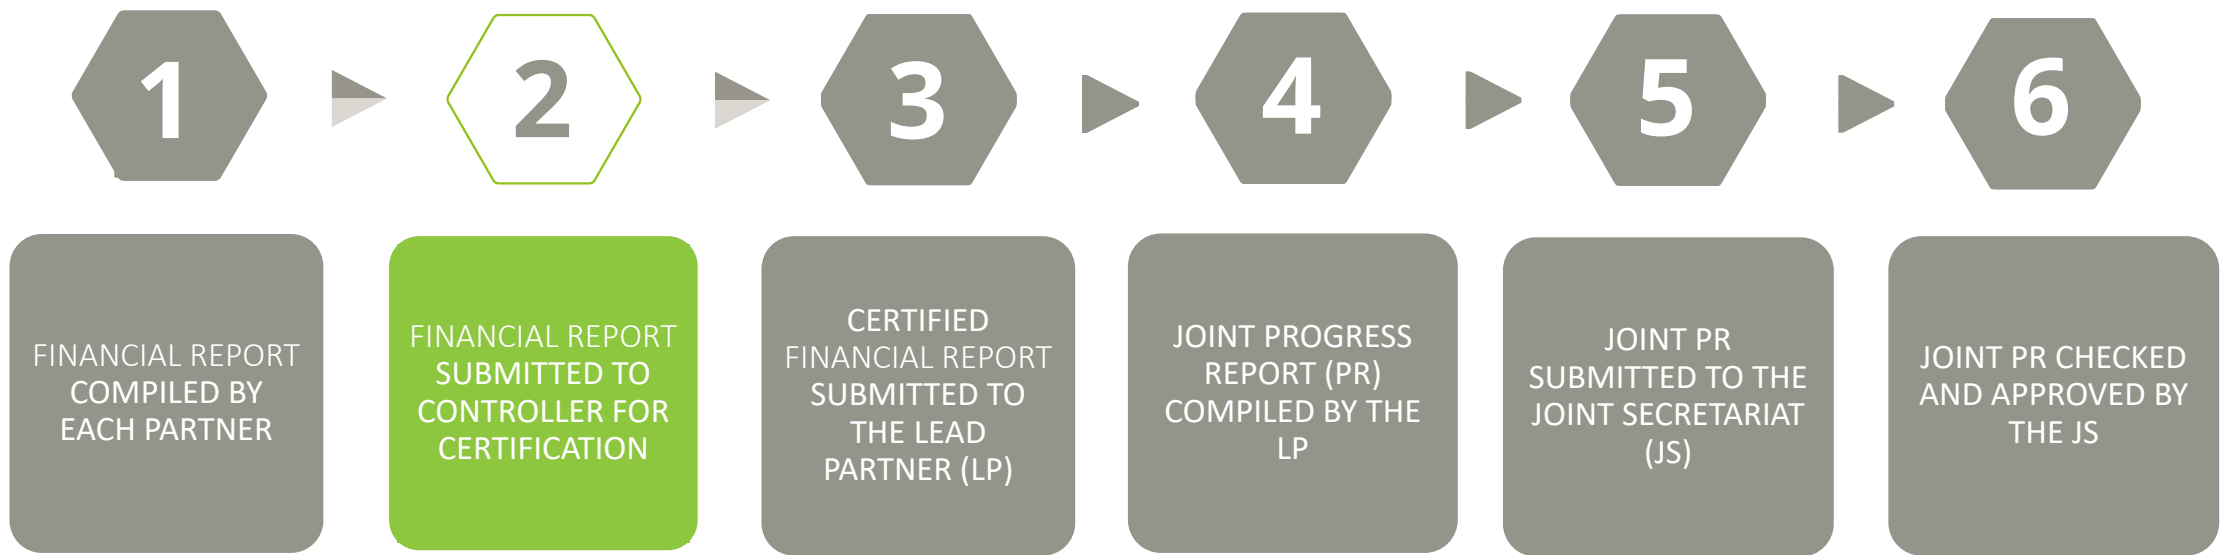 1
2
3
4
5
6
FINANCIAL REPORT
COMPILED BY
EACH PARTNER
FINANCIAL REPORT
SUBMITTED TO
CONTROLLER FOR
CERTIFICATION
CERTIFIED
FINANCIAL REPORT
SUBMITTED TO
THE LEAD
PARTNER (LP)
JOINT PROGRESS
REPORT (PR)
COMPILED BY THE
LP
JOINT PR
SUBMITTED TO THE
JOINT SECRETARIAT
(JS)
JOINT PR CHECKED
AND APPROVED BY
THE JS